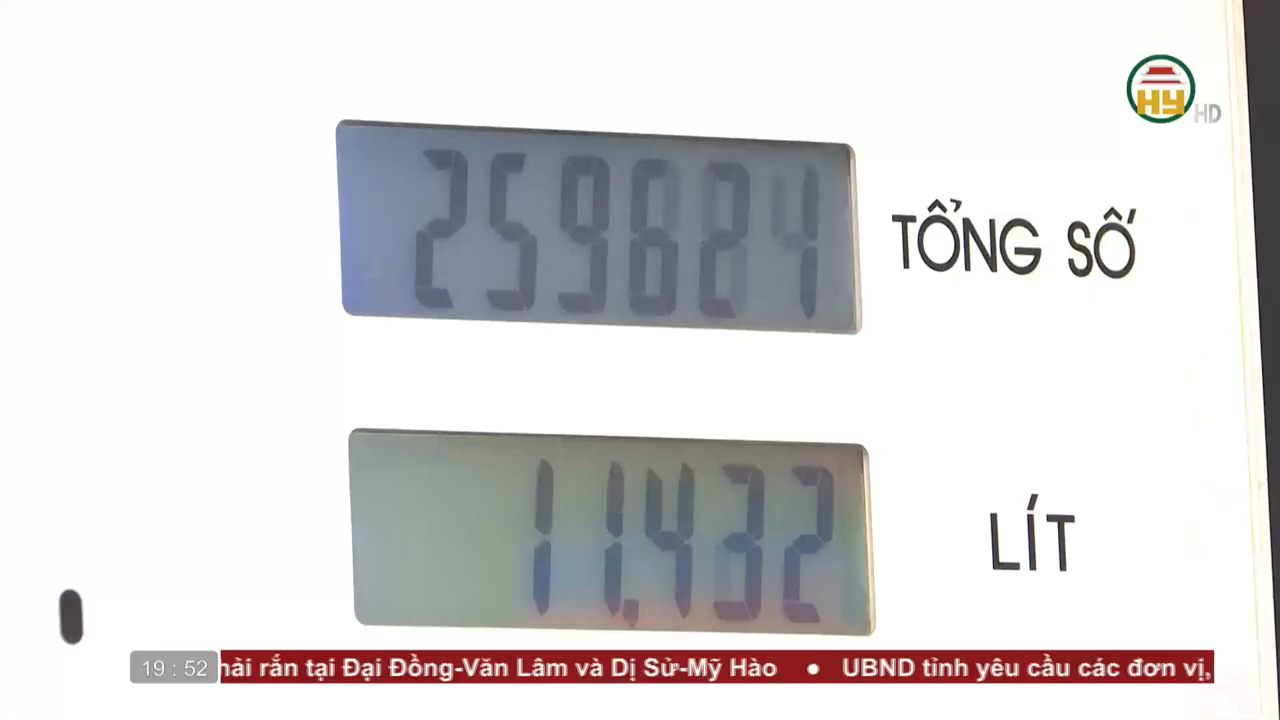 HY HD
259624 TỔNG SỐ
11,432 LÍT
19 : 52 hải rắn tại Đại Đồng-Văn Lâm và Dị Sử-Mỹ Hào • UBND tỉnh yêu cầu các đơn vị,